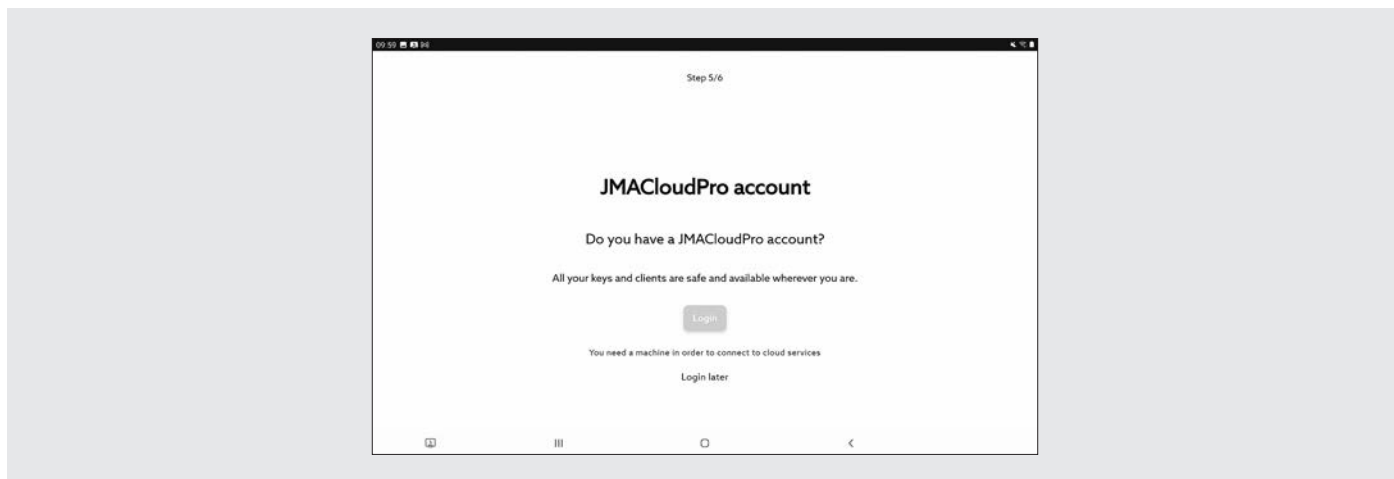 09:59
Step 5/6
JMACloudPro account
Do you have a JMACloudPro account?
All your keys and clients are safe and available wherever you are.
Login
You need a machine in order to connect to cloud services
Login later